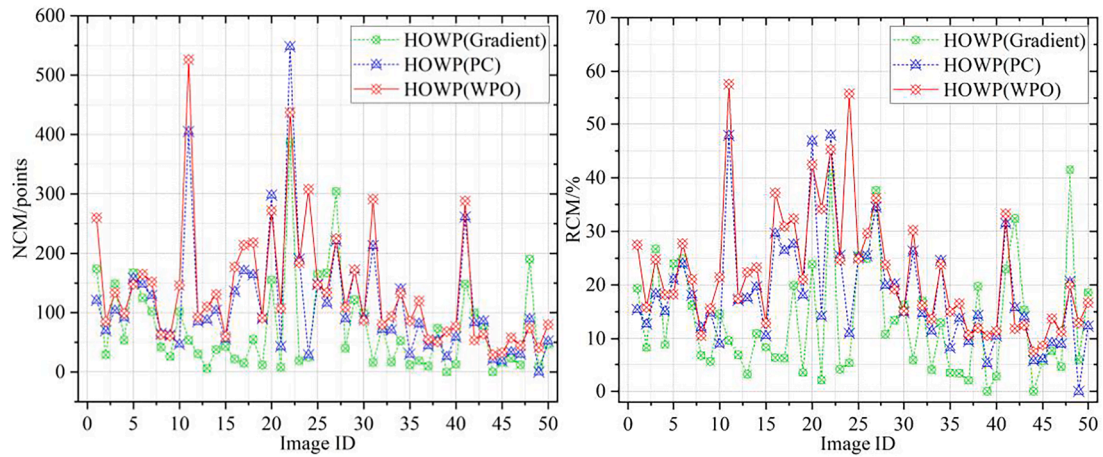 NCM/points
600
500
400
300
200
100
0
HOWP(Gradient)
HOWP(PC)
HOWP(WPO)
0 5 10 15 20 25 30 35 40 45 50
Image ID
RCM/%
70
60
50
40
30
20
10
0
HOWP(Gradient)
HOWP(PC)
HOWP(WPO)
0 5 10 15 20 25 30 35 40 45 50
Image ID